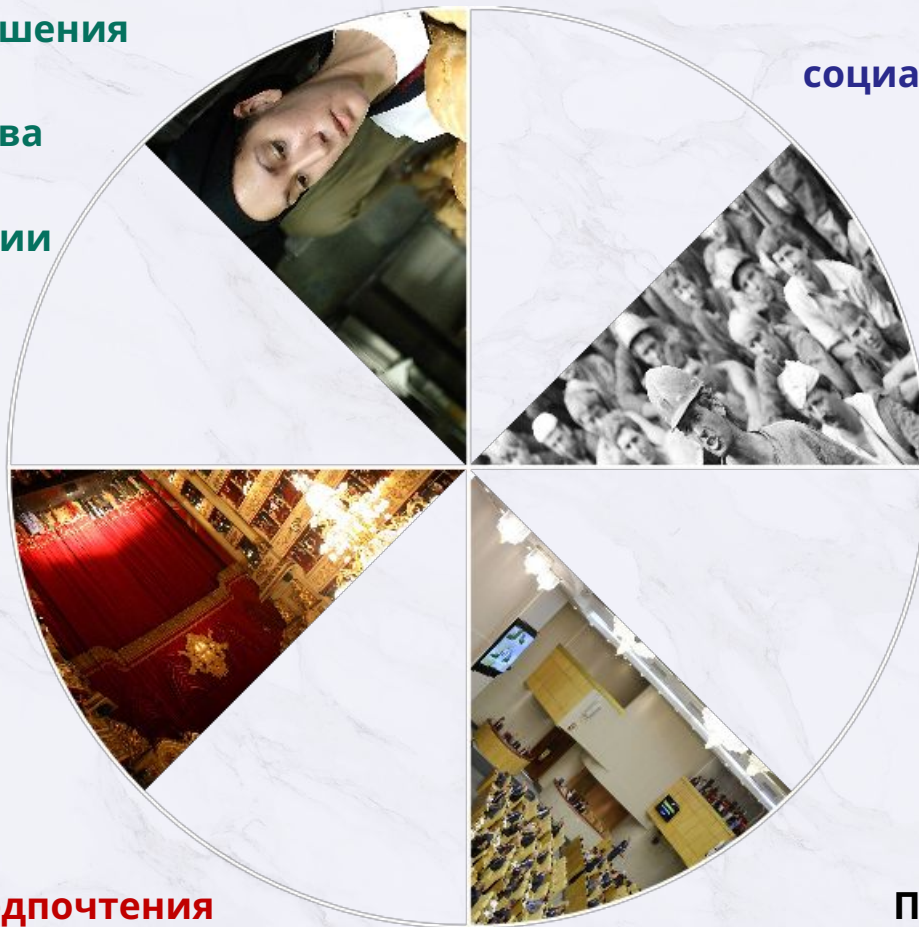 шения
социа
ва
ии
дпочтения
П